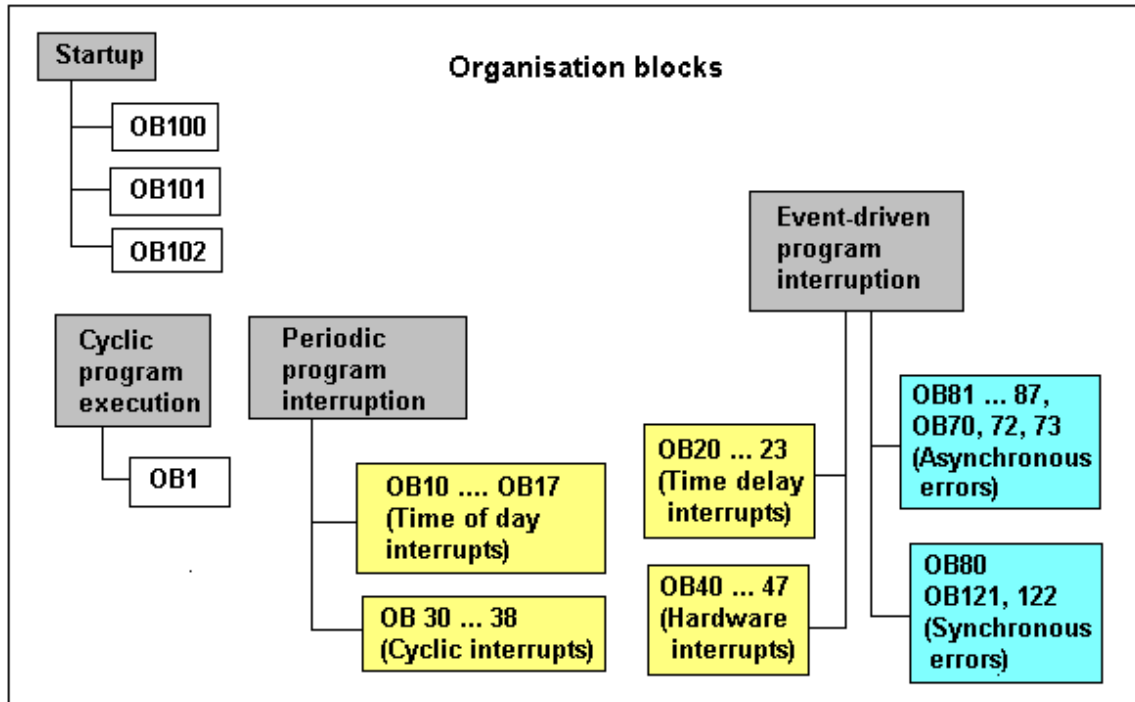 Startup
Organisation blocks
OB100
OB101
OB102
Event-driven
program
interruption
Cyclic
program
execution
OB1
Periodic
program
interruption
OB10 .... OB17
(Time of day
interrupts)
OB 30 ... 38
(Cyclic interrupts)
OB20 ... 23
(Time delay
interrupts)
OB40 ... 47
(Hardware
interrupts)
OB81 ... 87,
OB70, 72, 73
(Asynchronous
errors)
OB80
OB121, 122
(Synchronous
errors)